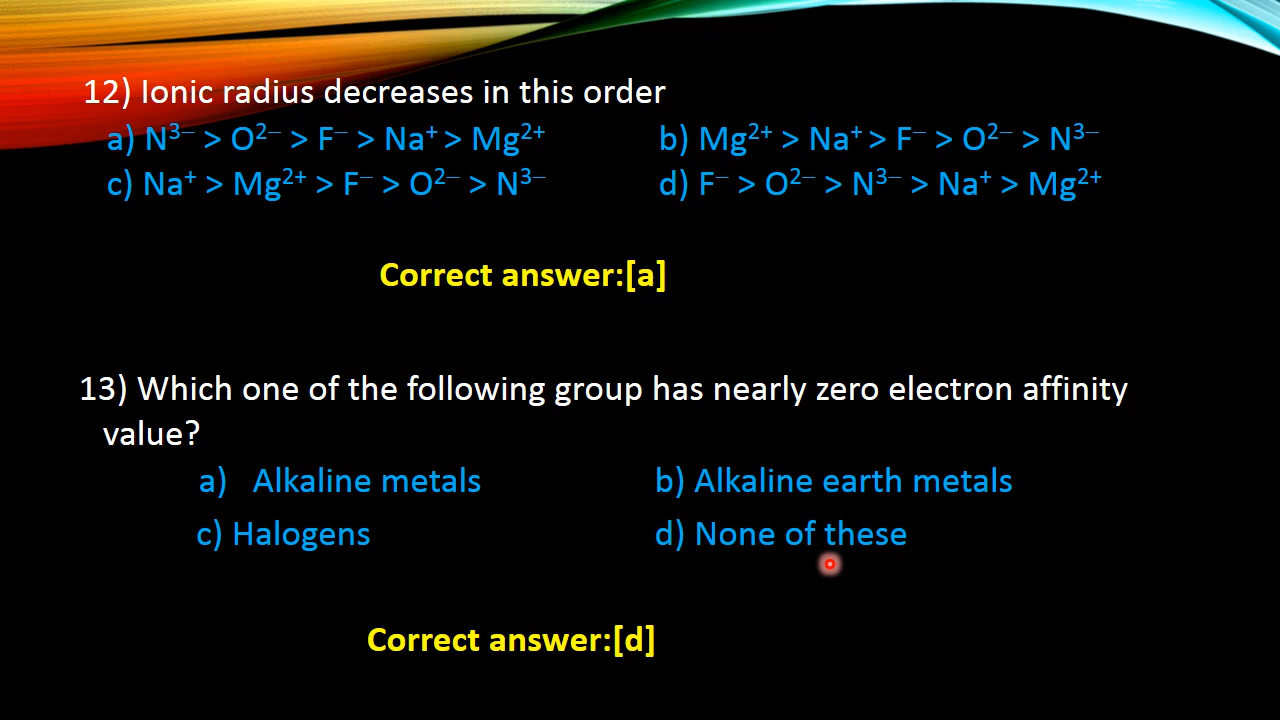 12) Ionic radius decreases in this order
a) N³⁻ > O²⁻ > F⁻ > Na⁺ > Mg²⁺ b) Mg²⁺ > Na⁺ > F⁻ > O²⁻ > N³⁻
c) Na⁺ > Mg²⁺ > F⁻ > O²⁻ > N³⁻ d) F⁻ > O²⁻ > N³⁻ > Na⁺ > Mg²⁺
Correct answer:[a]
13) Which one of the following group has nearly zero electron affinity
value?
a) Alkaline metals b) Alkaline earth metals
c) Halogens d) None of these
Correct answer:[d]